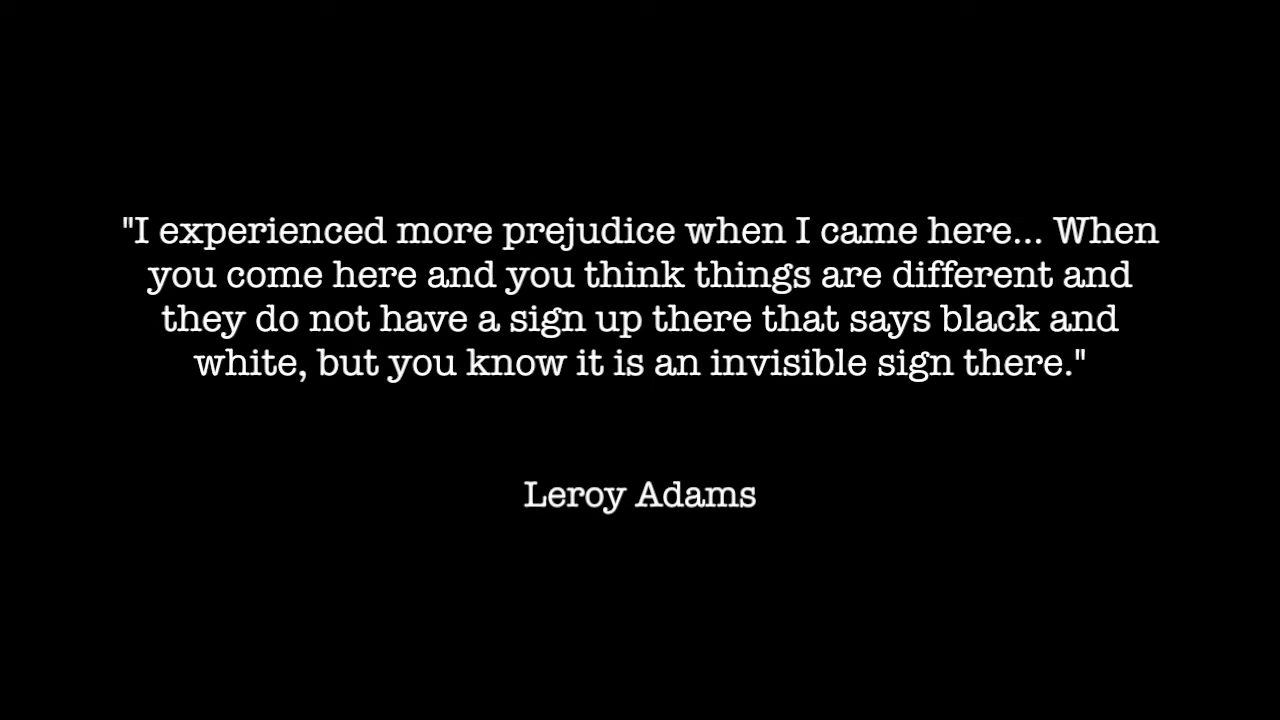 "I experienced more prejudice when I came here... When
you come here and you think things are different and
they do not have a sign up there that says black and
white, but you know it is an invisible sign there."
Leroy Adams